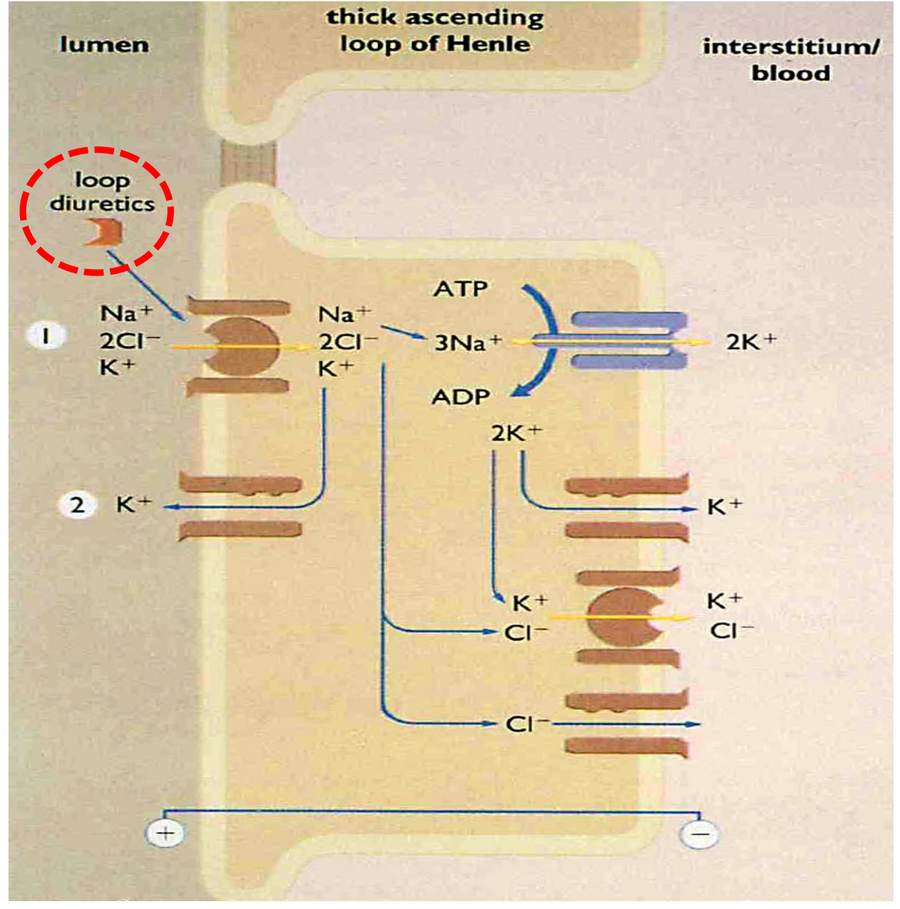 lumen
thick ascending
loop of Henle
interstitium/
blood
loop
diuretics
1
Na+
2Cl−
K+
Na+
2Cl−
K+
ATP
3Na+
ADP
2K+
2K+
2
K+
K+
K+
Cl−
K+
Cl−
Cl−
+
−